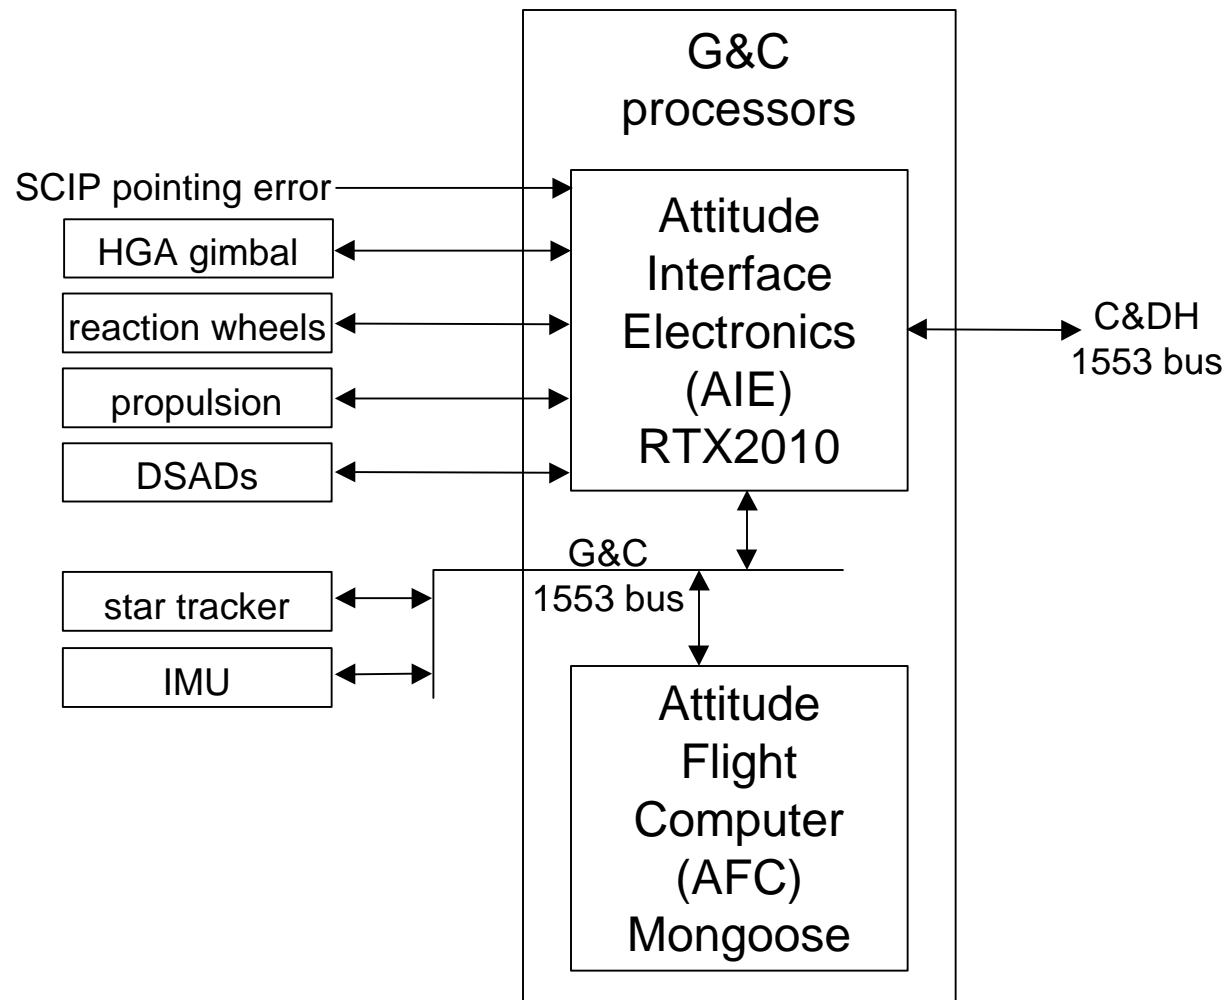 G&C
processors
SCIP pointing error
HGA gimbal
reaction wheels
propulsion
DSADs
Attitude
Interface
Electronics
(AIE)
RTX2010
C&DH
1553 bus
G&C
1553 bus
star tracker
IMU
Attitude
Flight
Computer
(AFC)
Mongoose